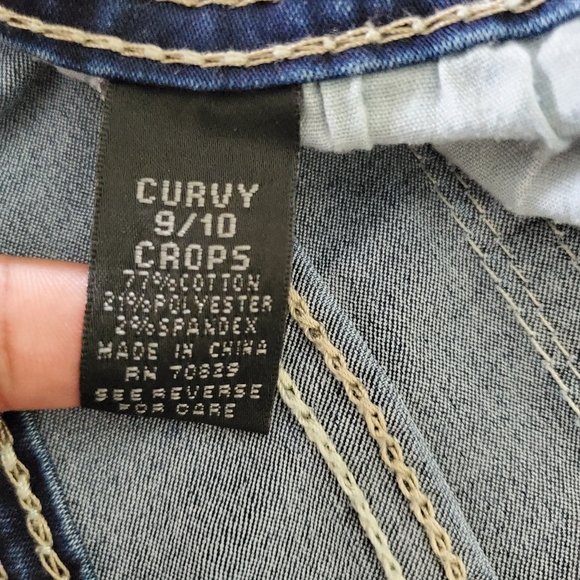 CURVY
9/10
CROPS
77%COTTON
21%POLYESTER
2%SPANDEX
MADE IN CHINA
RN 70829
SEE REVERSE
FOR CARE